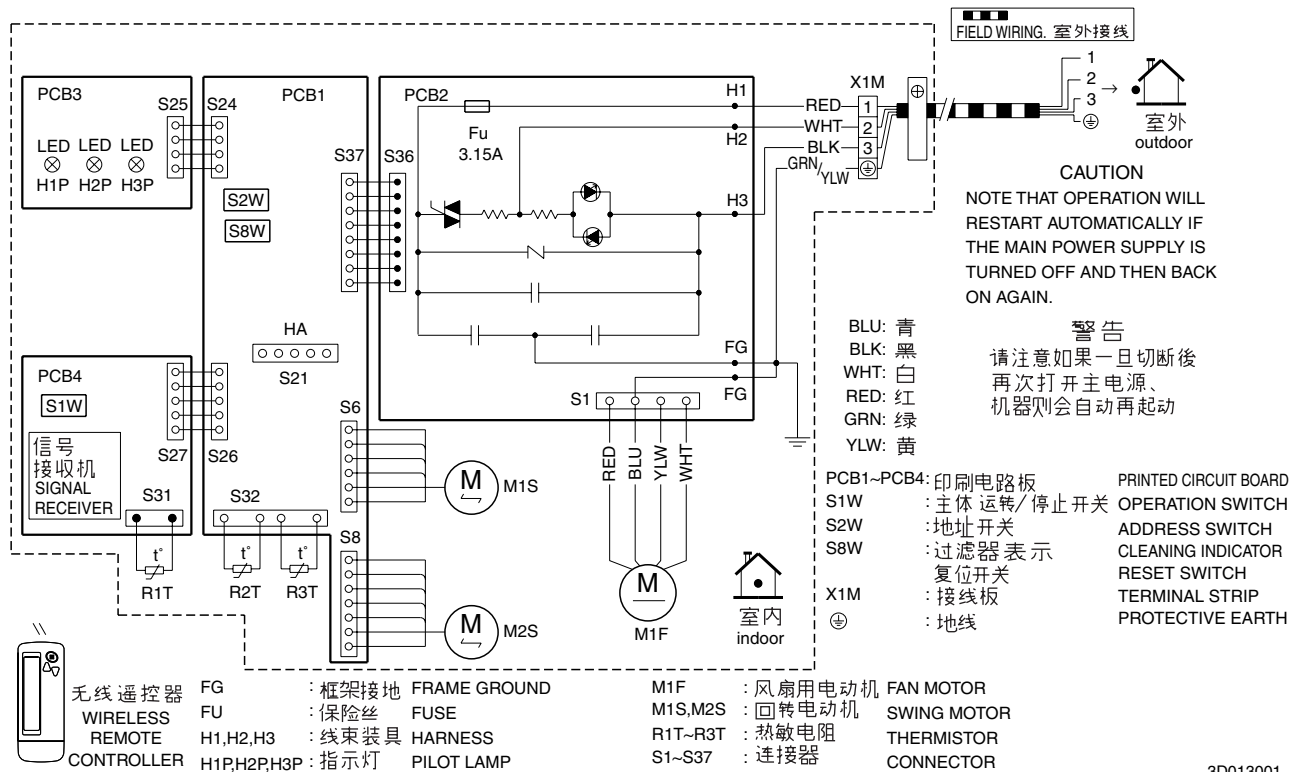 FIELD WIRING. 室外接线
PCB3
S25
S24
PCB1
PCB2
H1
X1M
1
2
3
→
室外
outdoor
LED LED LED
H1P H2P H3P
S37
S36
Fu
3.15A
RED
1
WHT
2
H2
BLK
3
GRN/YLW
H3
S2W
S8W
CAUTION
NOTE THAT OPERATION WILL
RESTART AUTOMATICALLY IF
THE MAIN POWER SUPPLY IS
TURNED OFF AND THEN BACK
ON AGAIN.
警告
请注意如果一旦切断後
再次打开主电源、
机器则会自动再起动
BLU: 青
BLK: 黑
WHT: 白
RED: 红
GRN: 绿
YLW: 黄
HA
S21
FG
FG
S1
RED
BLU
YLW
WHT
PCB4
S1W
信号
接收机
SIGNAL
RECEIVER
S27
S26
S31
S32
S6
S8
t°
R1T
t°
R2T
t°
R3T
M
M1S
M
M2S
M
M1F
室内
indoor
PCB1~PCB4: 印刷电路板 PRINTED CIRCUIT BOARD
S1W : 主体 运转/停止开关 OPERATION SWITCH
S2W : 地址开关 ADDRESS SWITCH
S8W : 过滤器表示 CLEANING INDICATOR
复位开关 RESET SWITCH
X1M : 接线板 TERMINAL STRIP
: 地线 PROTECTIVE EARTH
无线遥控器
WIRELESS
REMOTE
CONTROLLER
FG : 框架接地 FRAME GROUND
FU : 保险丝 FUSE
H1,H2,H3 : 线束装具 HARNESS
H1P,H2P,H3P : 指示灯 PILOT LAMP
M1F : 风扇用电动机 FAN MOTOR
M1S,M2S : 回转电动机 SWING MOTOR
R1T~R3T : 热敏电阻 THERMISTOR
S1~S37 : 连接器 CONNECTOR
3D013001